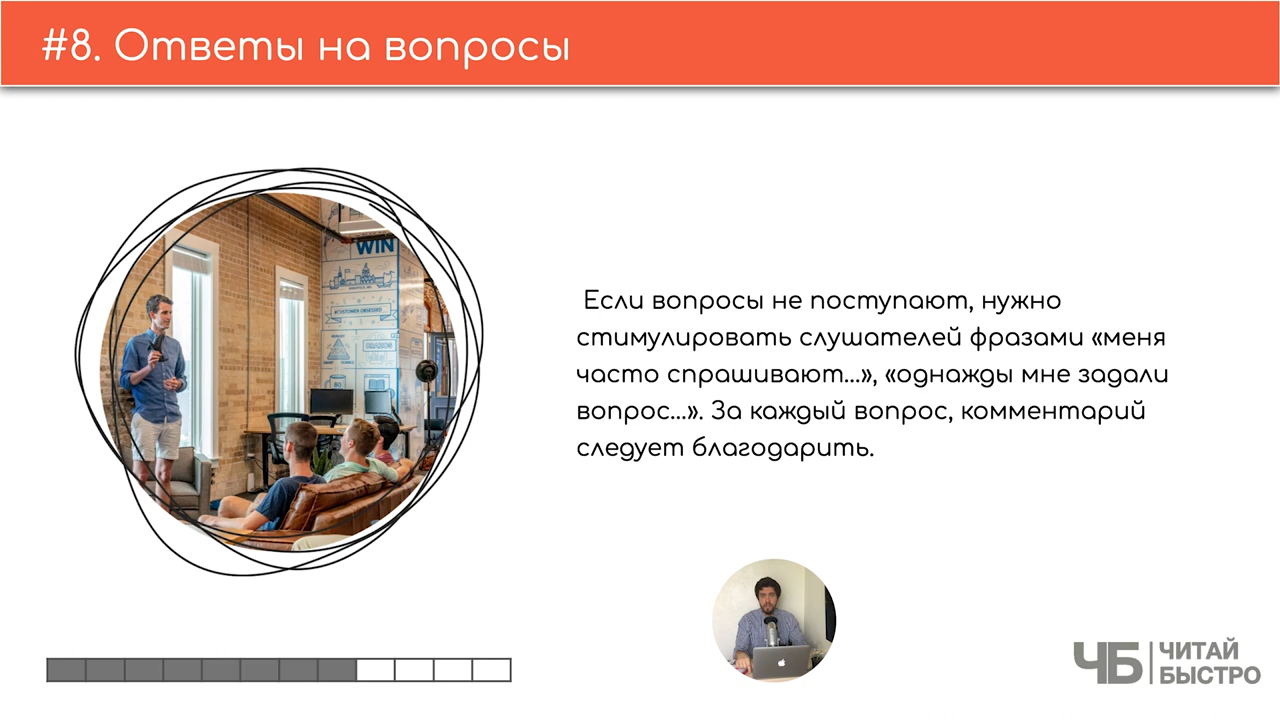 #8. Ответы на вопросы
WIN
Если вопросы не поступают, нужно
стимулировать слушателей фразами «меня
часто спрашивают...», «однажды мне задали
вопрос...». За каждый вопрос, комментарий
следует благодарить.
ЧБ ЧИТАЙ
БЫСТРО